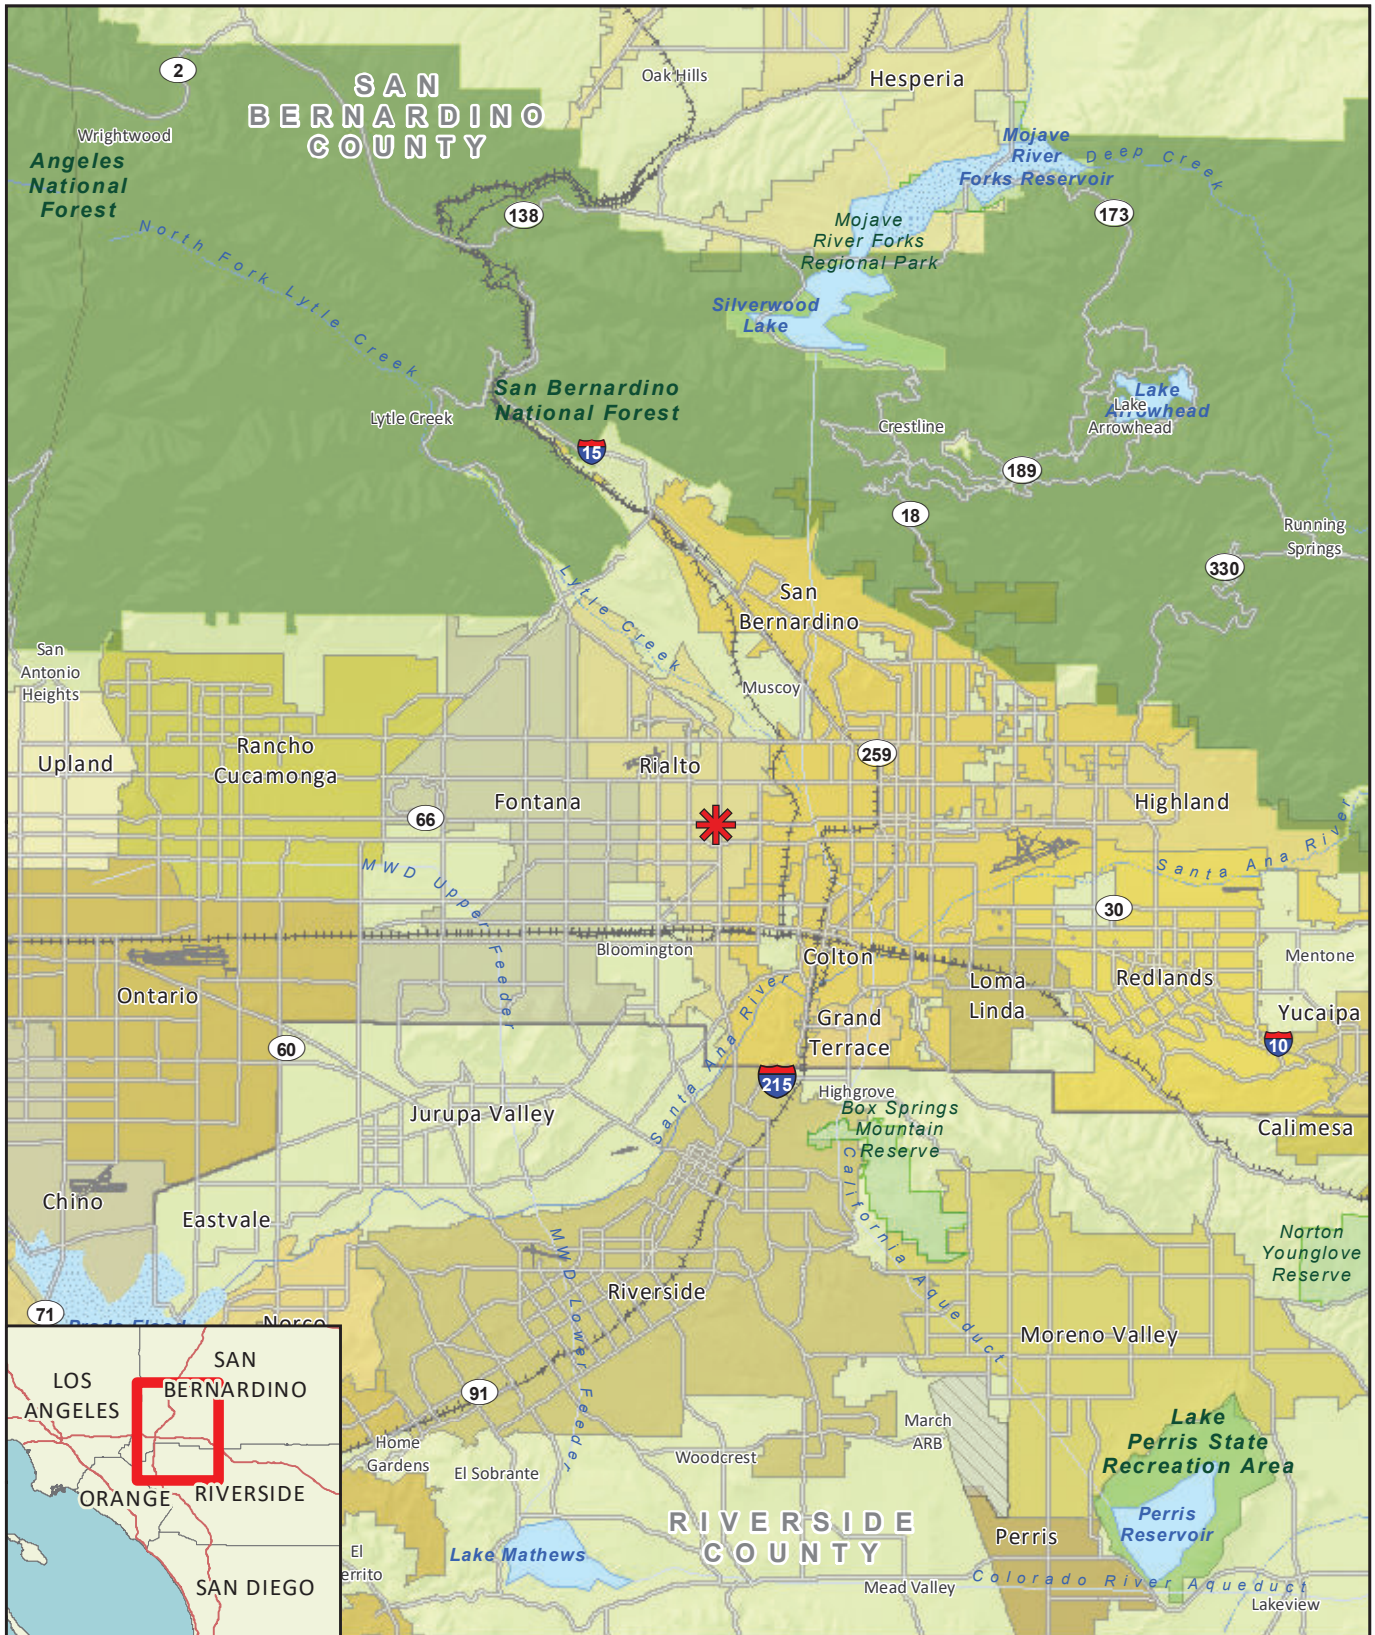 2
SAN
BERNARDINO
COUNTY
Oak Hills
Hesperia
Wrightwood
Angeles
National
Forest
Mojave
River
Forks Reservoir
Deep Creek
138
173
Mojave
River Forks
Regional Park
North Fork Lytle Creek
Silverwood
Lake
San Bernardino
National Forest
Lytle Creek
Lake
Arrowhead
Lake
Arrowhead
Crestline
15
189
18
Running
Springs
330
Lytle Creek
San
Bernardino
San
Antonio
Heights
Muscoy
Upland
Rancho
Cucamonga
Rialto
259
Fontana
Highland
66
MWD Upper Feeder
Santa Ana River
30
Bloomington
Colton
Mentone
Ontario
Loma
Linda
Redlands
Yucaipa
Santa Ana River
Grand
Terrace
10
60
215
Highgrove
Jurupa Valley
Box Springs
Mountain
Reserve
Calimesa
California Aqueduct
Chino
Eastvale
Norton
Younglove
Reserve
MWD Lower Feeder
Riverside
71
Norco
Moreno Valley
SAN
BERNARDINO
LOS
ANGELES
91
March
ARB
Lake
Perris State
Recreation Area
Home
Gardens
El Sobrante
Woodcrest
ORANGE
RIVERSIDE
RIVERSIDE
COUNTY
Perris
Perris
Reservoir
Lake Mathews
El
errito
SAN DIEGO
Mead Valley
Colorado River Aqueduct
Lakeview